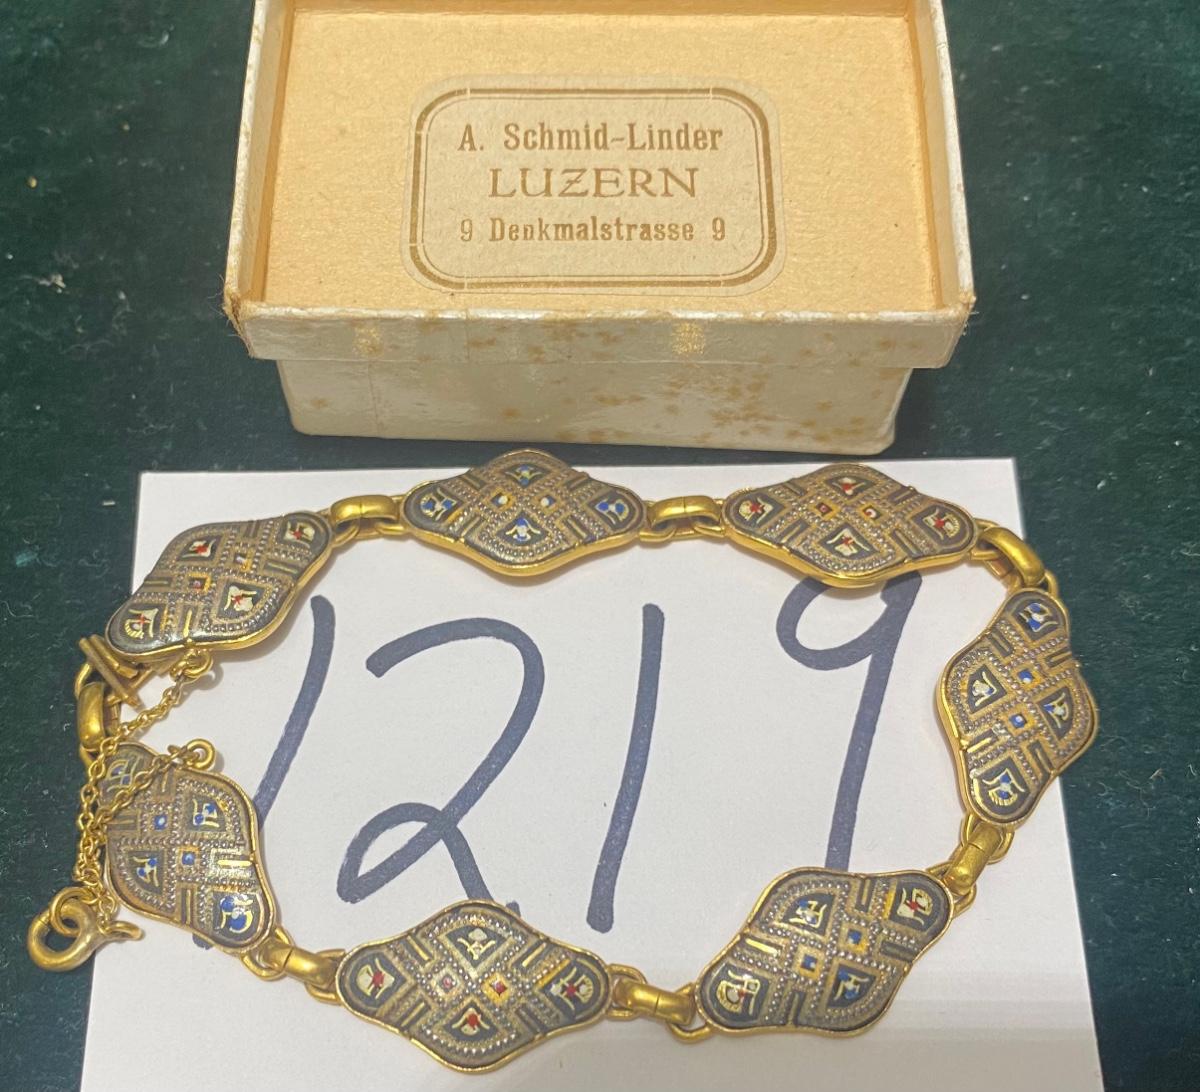 A. Schmid-Linder
LUZERN
9 Denkmalstrasse 9
1219